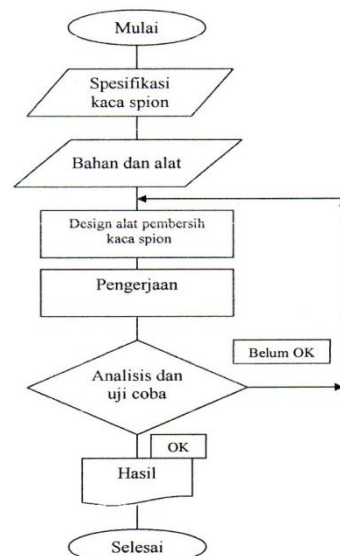 Mulai
Spesifikasi
kaca spion
Bahan dan alat
Design alat pembersih
kaca spion
Pengerjaan
Belum OK
Analisis dan
uji coba
OK
Hasil
Selesai